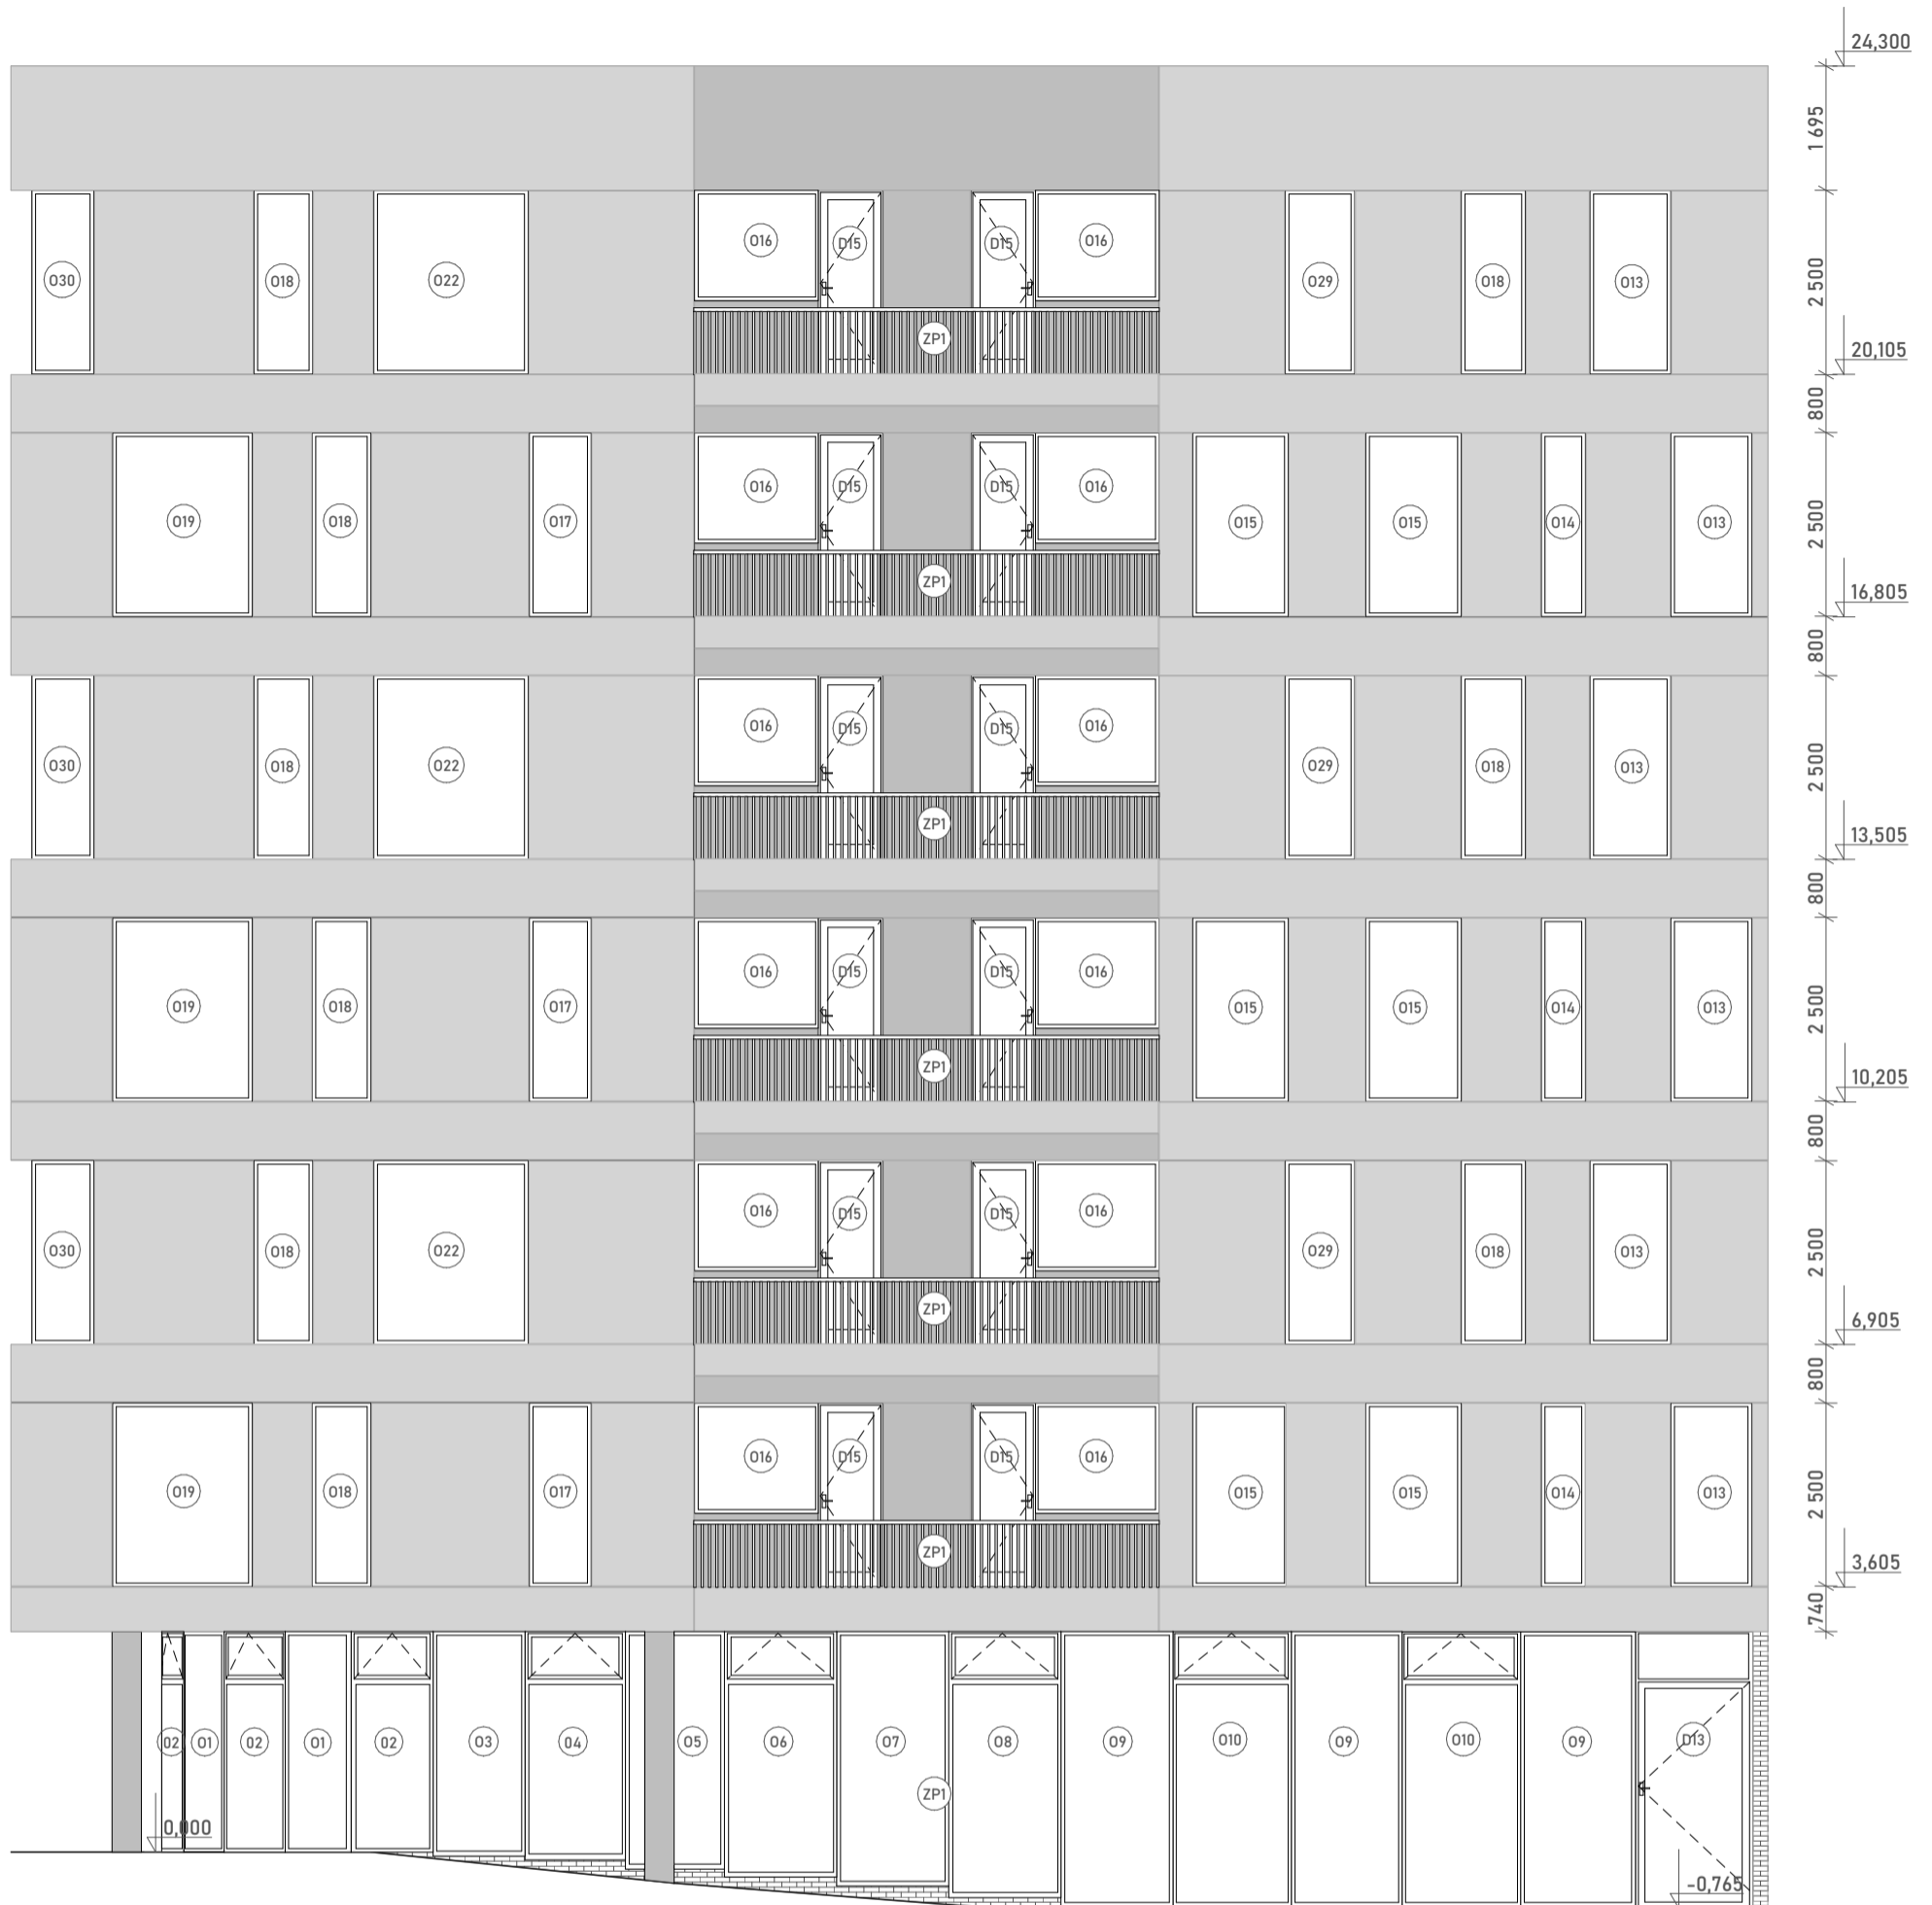 24,300
1 695
O16 D15 D15 O16
O30 O18 O22 O29 O18 O13
2 500
ZP1
20,105
800
O16 D15 D15 O16
O19 O18 O17 O15 O15 O14 O13
2 500
ZP1
16,805
800
O16 D15 D15 O16
O30 O18 O22 O29 O18 O13
2 500
ZP1
13,505
800
O16 D15 D15 O16
O19 O18 O17 O15 O15 O14 O13
2 500
ZP1
10,205
800
O16 D15 D15 O16
O30 O18 O22 O29 O18 O13
2 500
ZP1
6,905
800
O16 D15 D15 O16
O19 O18 O17 O15 O15 O14 O13
2 500
ZP1
3,605
740
O2 O1 O2 O1 O2 O3 O4 O5 O6 O7 O8 O9 O10 O9 O10 O9 D13
ZP1
0,000
-0,765